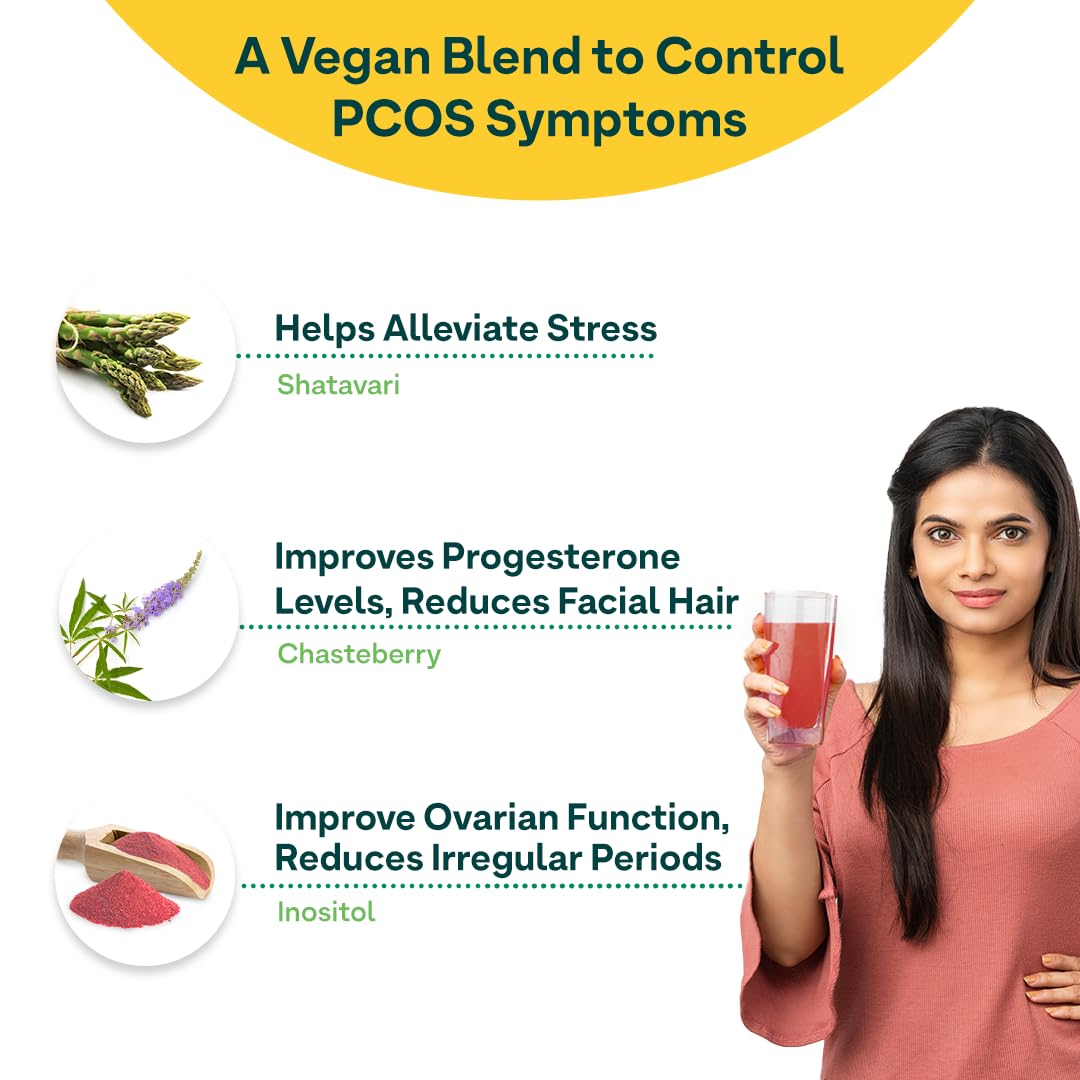 A Vegan Blend to Control
PCOS Symptoms
Helps Alleviate Stress
Shatavari
Improves Progesterone
Levels, Reduces Facial Hair
Chasteberry
Improve Ovarian Function,
Reduces Irregular Periods
Inositol